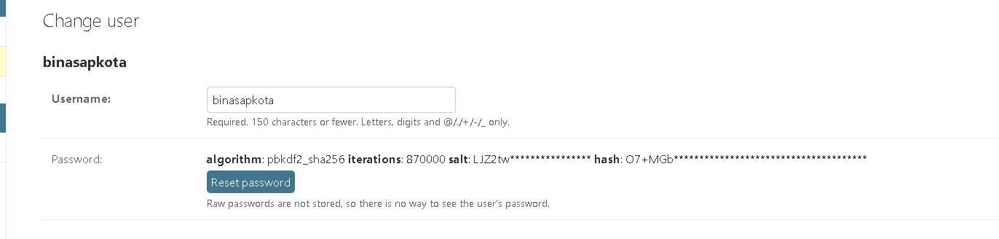 Change user
binasapkota
Username:
binasapkota
Required. 150 characters or fewer. Letters, digits and @/./+/-/_ only.
Password:
algorithm: pbkdf2_sha256 iterations: 870000 salt: LJZ2tw**************** hash: O7+MGb**************************************
Reset password
Raw passwords are not stored, so there is no way to see the user’s password.